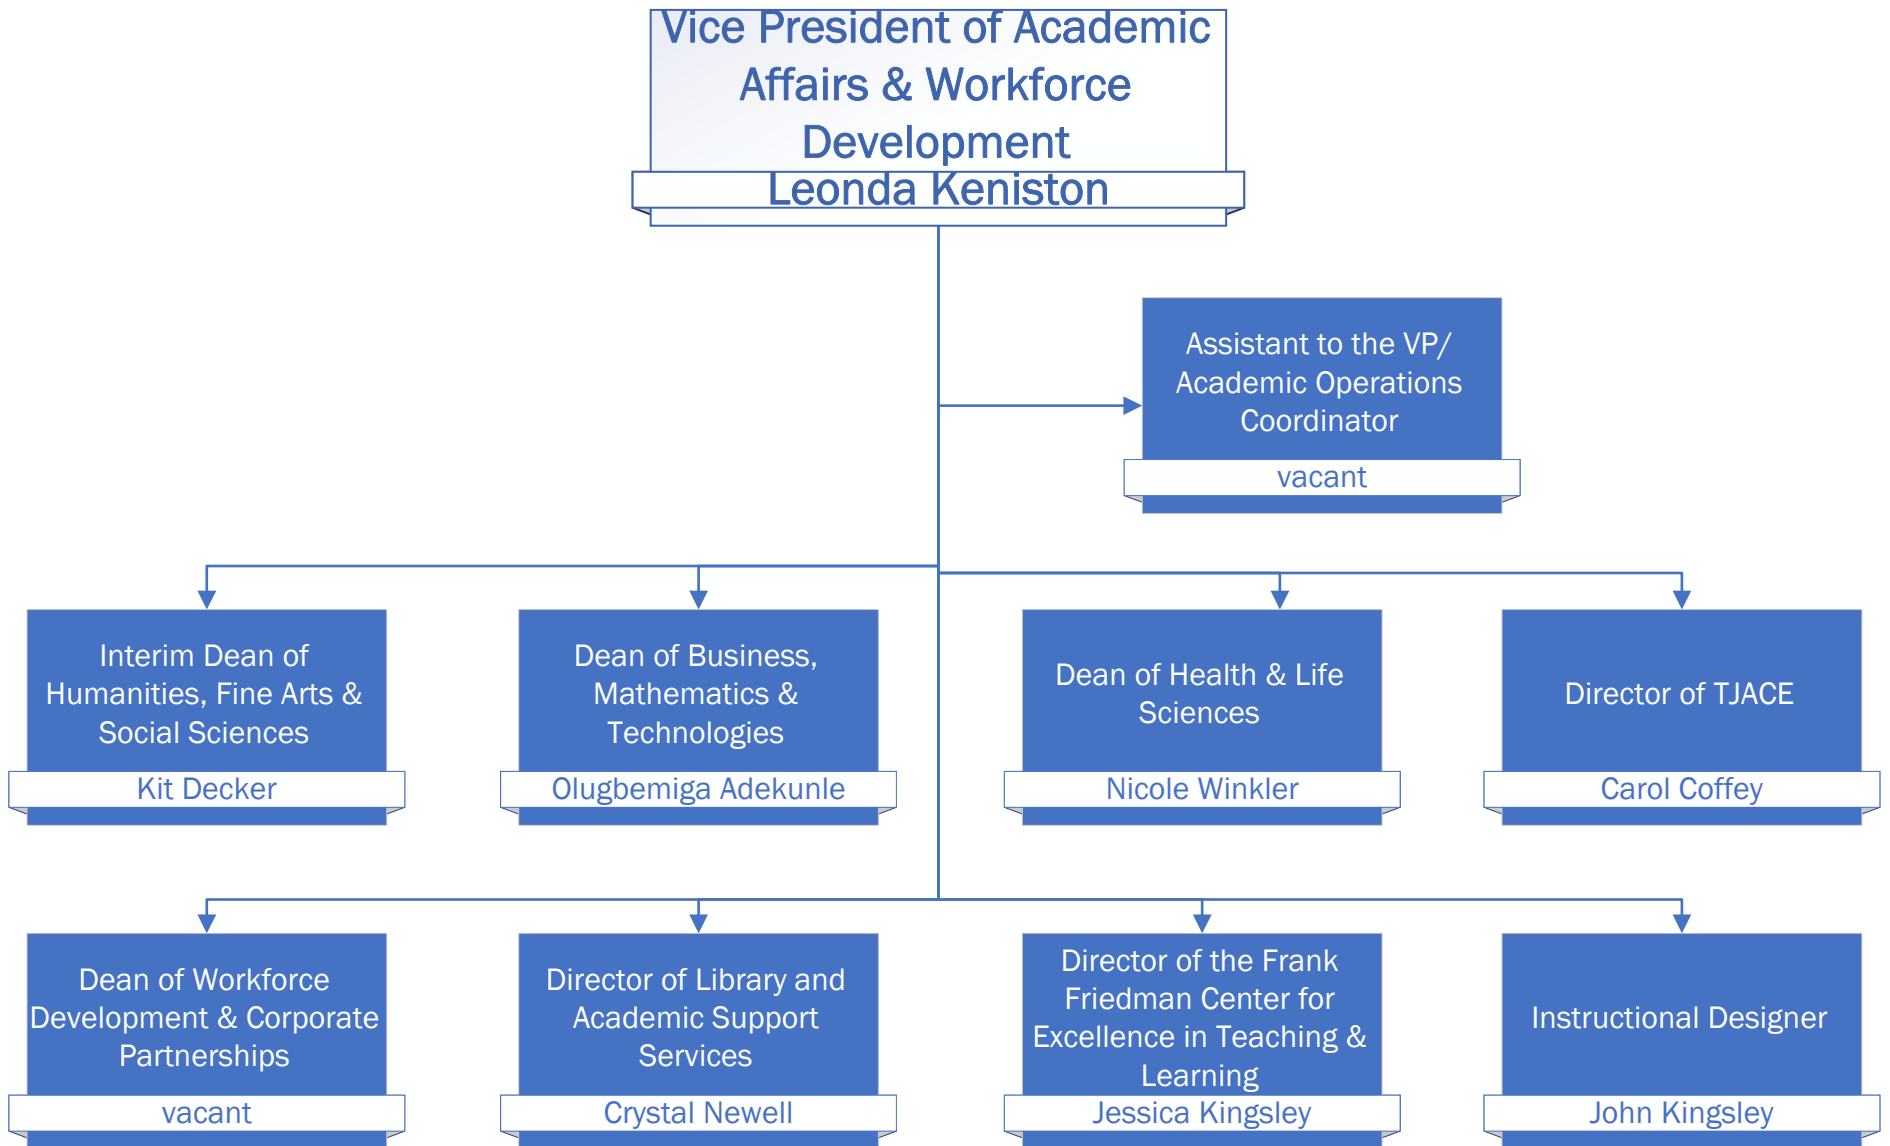 Vice President of Academic
Affairs & Workforce
Development
Leonda Keniston
Assistant to the VP/
Academic Operations
Coordinator
vacant
Interim Dean of
Humanities, Fine Arts &
Social Sciences
Kit Decker
Dean of Business,
Mathematics &
Technologies
Olugbemiga Adekunle
Dean of Health & Life
Sciences
Nicole Winkler
Director of TJACE
Carol Coffey
Dean of Workforce
Development & Corporate
Partnerships
vacant
Director of Library and
Academic Support
Services
Crystal Newell
Director of the Frank
Friedman Center for
Excellence in Teaching &
Learning
Jessica Kingsley
Instructional Designer
John Kingsley